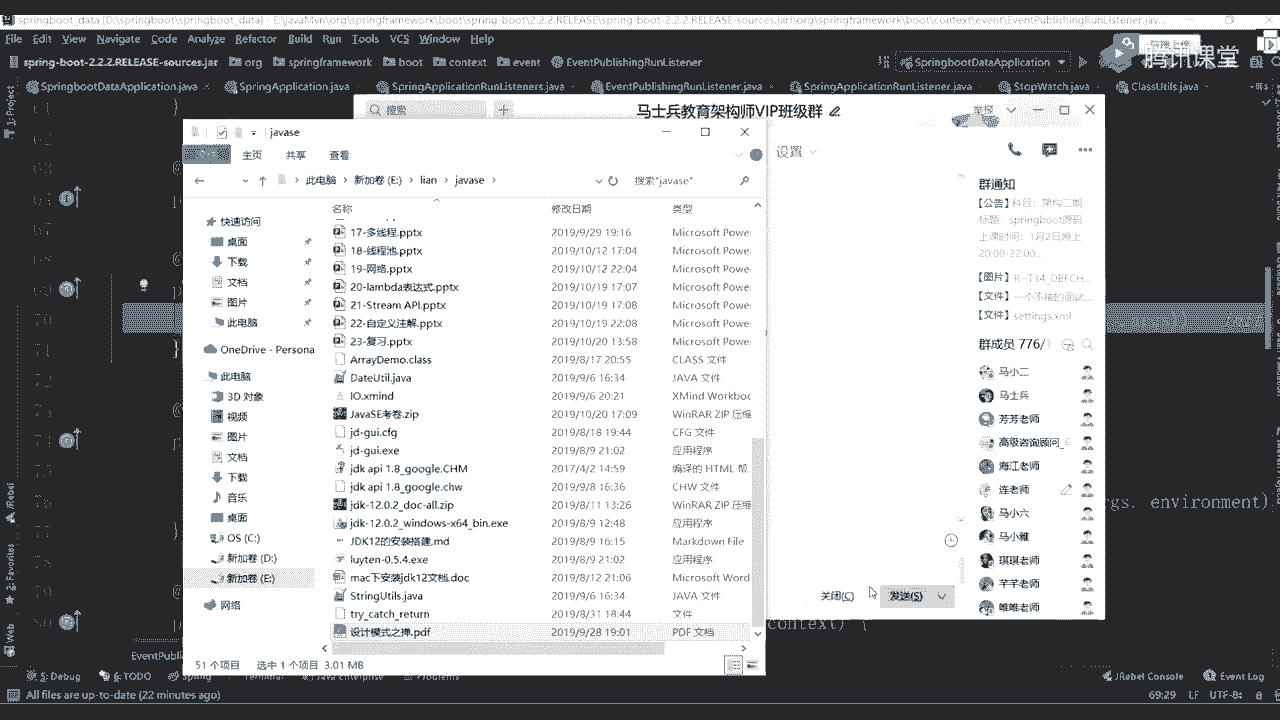 springboot_data [D:\springboot\springboot_data] - E:\javaMvn\org\springframework\boot\spring-boot\2.2.2.RELEASE\spring-boot-2.2.2.RELEASE-sources.jar!\org\springframework\boot\context\event\EventPublishingRunListener.java...
File Edit View Navigate Code Analyze Refactor Build Run Tools VCS Window Help
腾讯课堂
spring-boot-2.2.2.RELEASE-sources.jar org springframework boot context event EventPublishingRunListener
SpringbootDataApplication
SpringbootDataApplication.java SpringApplication.java SpringApplicationRunListeners.java EventPublishingRunListener.java SpringApplicationRunListener.java StopWatch.java ClassUtils.java
1: Project
搜索
马士兵教育架构师VIP班级群
javase
主页 共享 查看
设置
此电脑 新加卷 (E:) lian javase
搜索"javase"
名称 修改日期 类型
快速访问
桌面
下载
文档
图片
此电脑
OneDrive - Persona
此电脑
3D 对象
视频
图片
文档
下载
音乐
桌面
OS (C:)
新加卷 (D:)
新加卷 (E:)
网络
17-多线程.pptx 2019/9/29 19:16 Microsoft Power
18-线程池.pptx 2019/10/12 17:04 Microsoft Power
19-网络.pptx 2019/10/12 22:04 Microsoft Power
20-lambda表达式.pptx 2019/10/19 17:07 Microsoft Power
21-Stream API.pptx 2019/10/19 17:08 Microsoft Power
22-自定义注解.pptx 2019/10/19 22:08 Microsoft Power
23-复习.pptx 2019/10/20 13:58 Microsoft Power
ArrayDemo.class 2019/8/17 20:55 CLASS 文件
DateUtil.java 2019/9/6 16:34 JAVA 文件
IO.xmind 2019/9/6 20:21 XMind Workboo
JavaSE考卷.zip 2019/10/20 17:09 WinRAR ZIP 压缩
jd-gui.cfg 2019/8/18 19:44 CFG 文件
jd-gui.exe 2019/8/9 21:02 应用程序
jdk api 1.8_google.CHM 2017/4/2 14:59 编译的 HTML 帮
jdk api 1.8_google.chw 2019/9/8 16:36 CHW 文件
jdk-12.0.2_doc-all.zip 2019/8/11 13:26 WinRAR ZIP 压缩
jdk-12.0.2_windows-x64_bin.exe 2019/8/9 12:48 应用程序
JDK12的安装搭建.md 2019/8/9 16:15 Markdown File
luyten-0.5.4.exe 2019/8/9 21:02 应用程序
mac下安装jdk12文档.doc 2019/8/12 21:06 Microsoft Word
StringUtils.java 2019/9/6 16:34 JAVA 文件
try_catch_return 2019/8/31 18:44 文件
设计模式之禅.pdf 2019/9/28 19:01 PDF 文档
51 个项目 选中 1 个项目 3.01 MB
群通知
【公告】科目：架构二期
标题：springboot源码
上课时间：1月2日晚上
20:00-22:00...
【图片】R-T34_DBFCH...
【文件】一个不错的面试...
【文件】settings.xml
群成员 776/1
马小二
马士兵
芳芳老师
高级咨询顾问_
海江老师
连老师
马小六
马小雅
琪琪老师
芊芊老师
唯唯老师
关闭(C) 发送(S)
args, environment)
context) {
JRebel
2: Favorites
Web
EventPubli
6: TODO Spring Terminal Java Enterprise Problems
JRebel Console Event Log
All files are up-to-date (22 minutes ago)
69:29 LF UTF-8